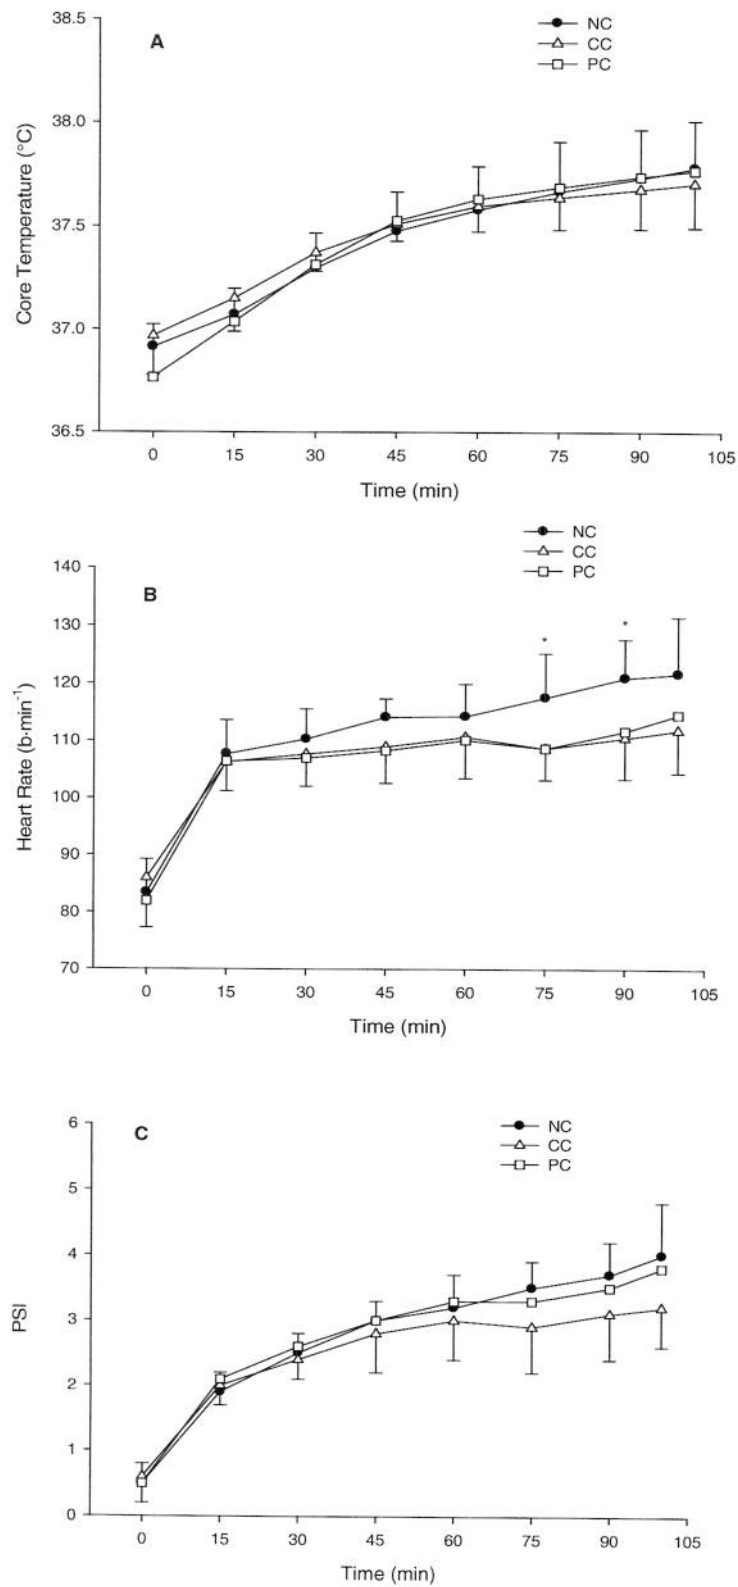 A
NC
CC
PC
38.5
38.0
37.5
37.0
36.5
Core Temperature (°C)
0 15 30 45 60 75 90 105
Time (min)
NC
CC
PC
B
140
130
120
110
100
90
80
70
Heart Rate (b·min⁻¹)
* *
0 15 30 45 60 75 90 105
Time (min)
C
NC
CC
PC
6
5
4
3
2
1
0
PSI
0 15 30 45 60 75 90 105
Time (min)